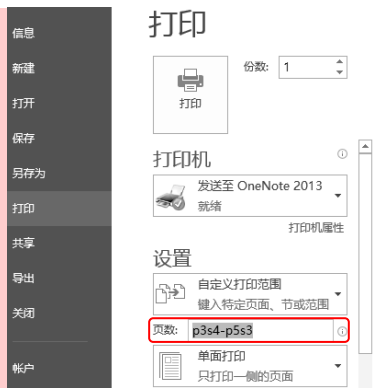 信息
新建
打开
保存
另存为
打印
共享
导出
关闭
帐户
打印
打印
份数: 1
打印机
发送至 OneNote 2013
就绪
打印机属性
设置
自定义打印范围
键入特定页面、节或范围
页数: p3s4-p5s3
单面打印
只打印一侧的页面